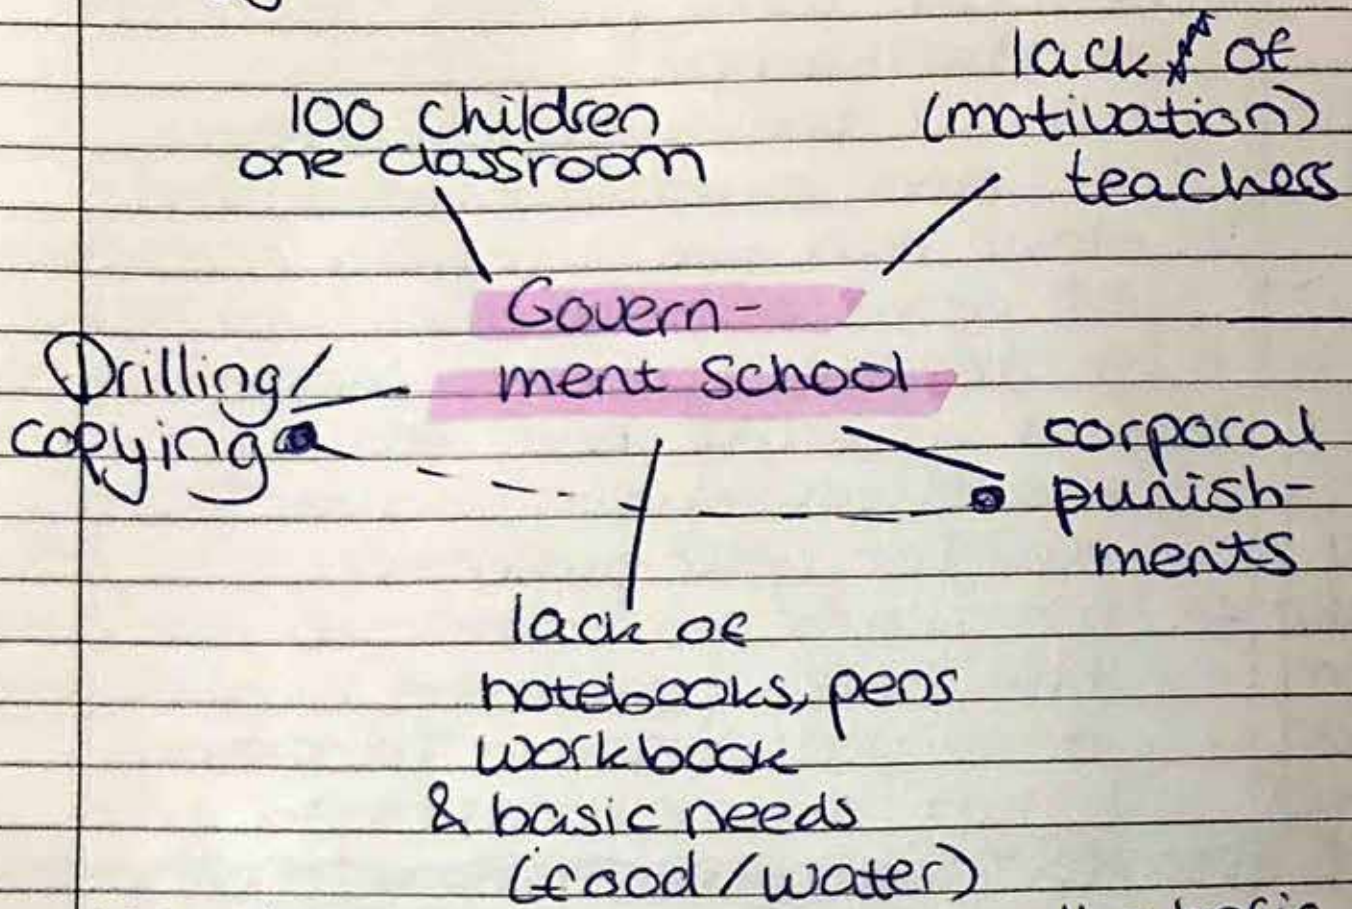 100 children
one classroom
lack of
(motivation)
teachers
Govern-
ment School
Drilling/
copying
corporal
punish-
ments
lack of
notebooks, pens
workbook
& basic needs
(food/water)